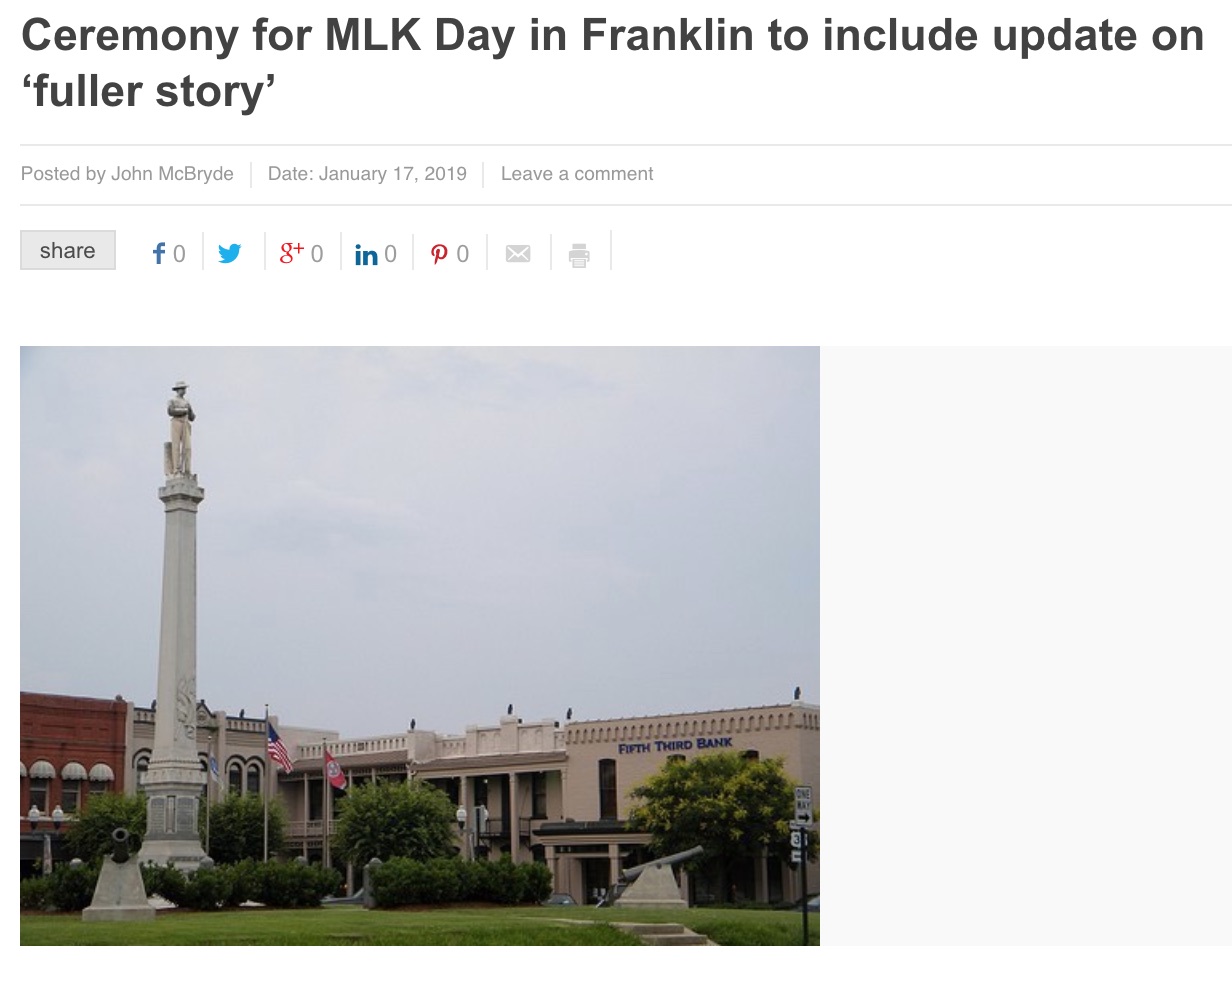 Ceremony for MLK Day in Franklin to include update on
‘fuller story’
Posted by John McBryde Date: January 17, 2019 Leave a comment
share f 0 g+ 0 in 0 0
FIFTH THIRD BANK
ONE
WAY